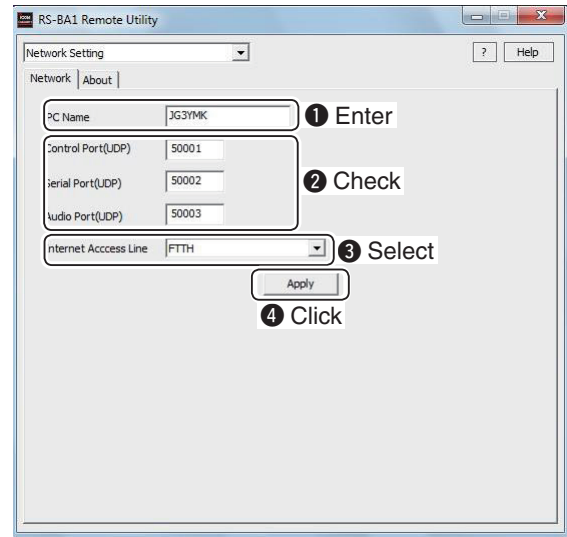 RS-BA1 Remote Utility
Network Setting ? Help
Network About
PC Name JG3YMK ❶ Enter
Control Port(UDP) 50001
Serial Port(UDP) 50002 ❷ Check
Audio Port(UDP) 50003
Internet Acccess Line FTTH ❸ Select
Apply
❹ Click